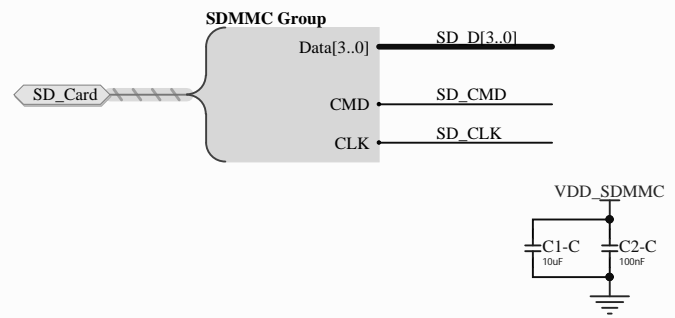 SDMMC Group
Data[3..0]
SD_D[3..0]
SD_Card
CMD
SD_CMD
CLK
SD_CLK
VDD_SDMMC
C1-C
10uF
C2-C
100nF